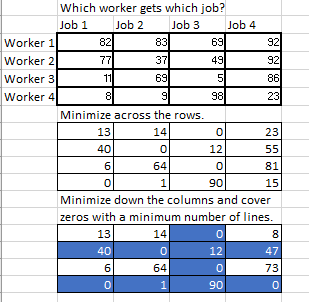 Which worker gets which job?
Job 1 Job 2 Job 3 Job 4
Worker 1 82 83 69 92
Worker 2 77 37 49 92
Worker 3 11 69 5 86
Worker 4 8 9 98 23
Minimize across the rows.
13 14 0 23
40 0 12 55
6 64 0 81
0 1 90 15
Minimize down the columns and cover
zeros with a minimum number of lines.
13 14 0 8
40 0 12 47
6 64 0 73
0 1 90 0